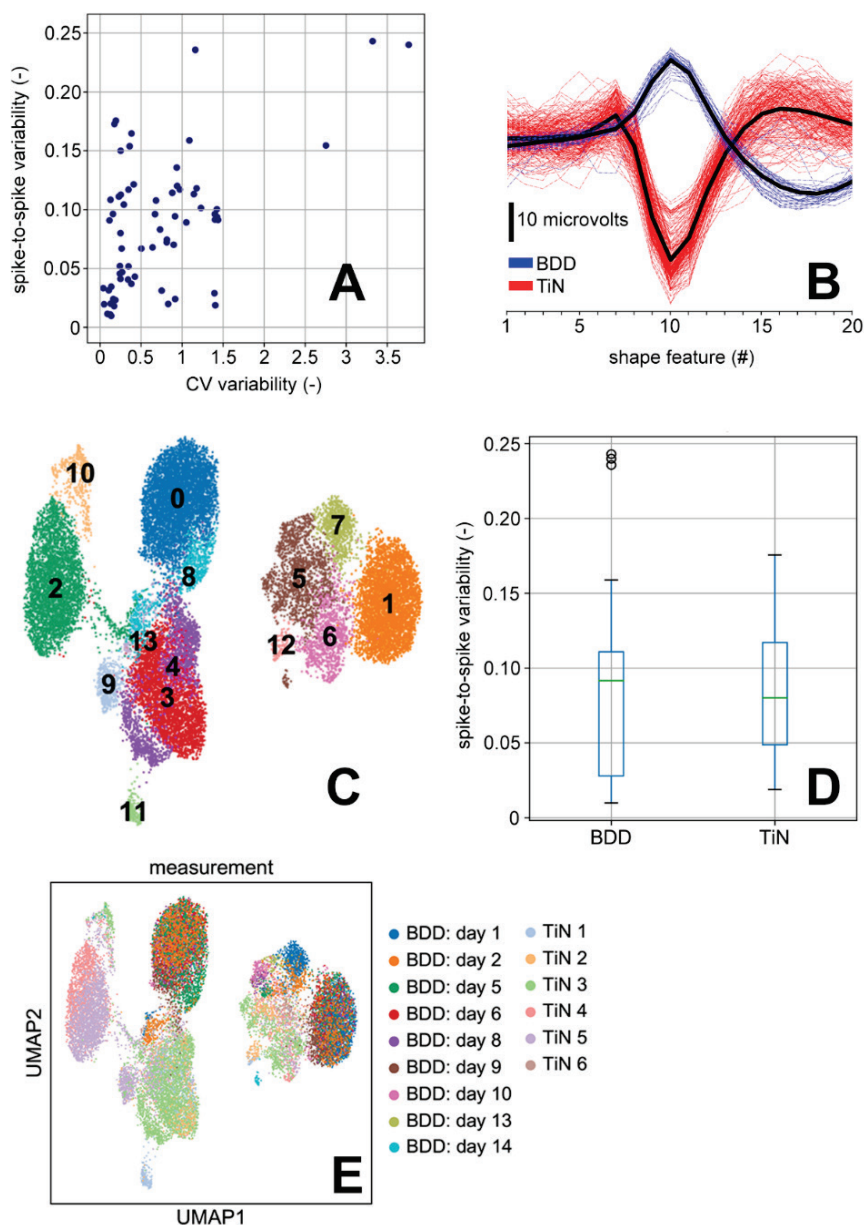 0.25
0.20
0.15
0.10
0.05
0
spike-to-spike variability (-)
0 0.5 1 1.5 2 2.5 3 3.5
CV variability (-)
A
10 microvolts
BDD
TiN
B
1 5 10 15 20
shape feature (#)
10
0
2
8
13
4
9
3
11
7
5
1
6
12
C
0.25
0.20
0.15
0.10
0.05
0
spike-to-spike variability (-)
BDD TiN
D
measurement
UMAP2
UMAP1
E
BDD: day 1
BDD: day 2
BDD: day 5
BDD: day 6
BDD: day 8
BDD: day 9
BDD: day 10
BDD: day 13
BDD: day 14
TiN 1
TiN 2
TiN 3
TiN 4
TiN 5
TiN 6